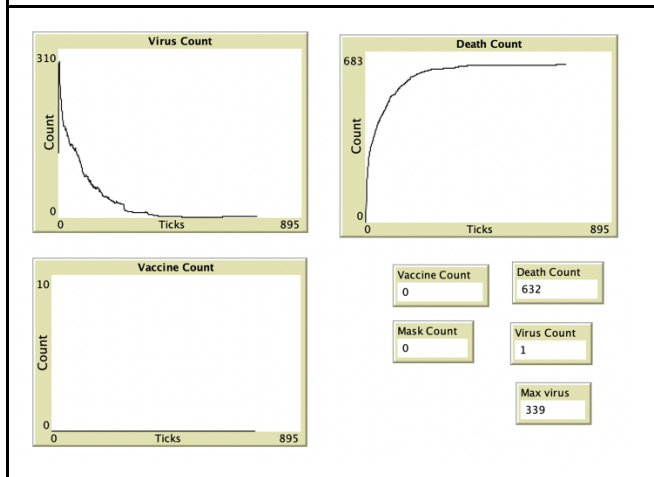 Virus Count
310
Count
0
0
Ticks
895
Death Count
683
Count
0
0
Ticks
895
Vaccine Count
10
Count
0
0
Ticks
895
Vaccine Count
0
Death Count
632
Mask Count
0
Virus Count
1
Max virus
339